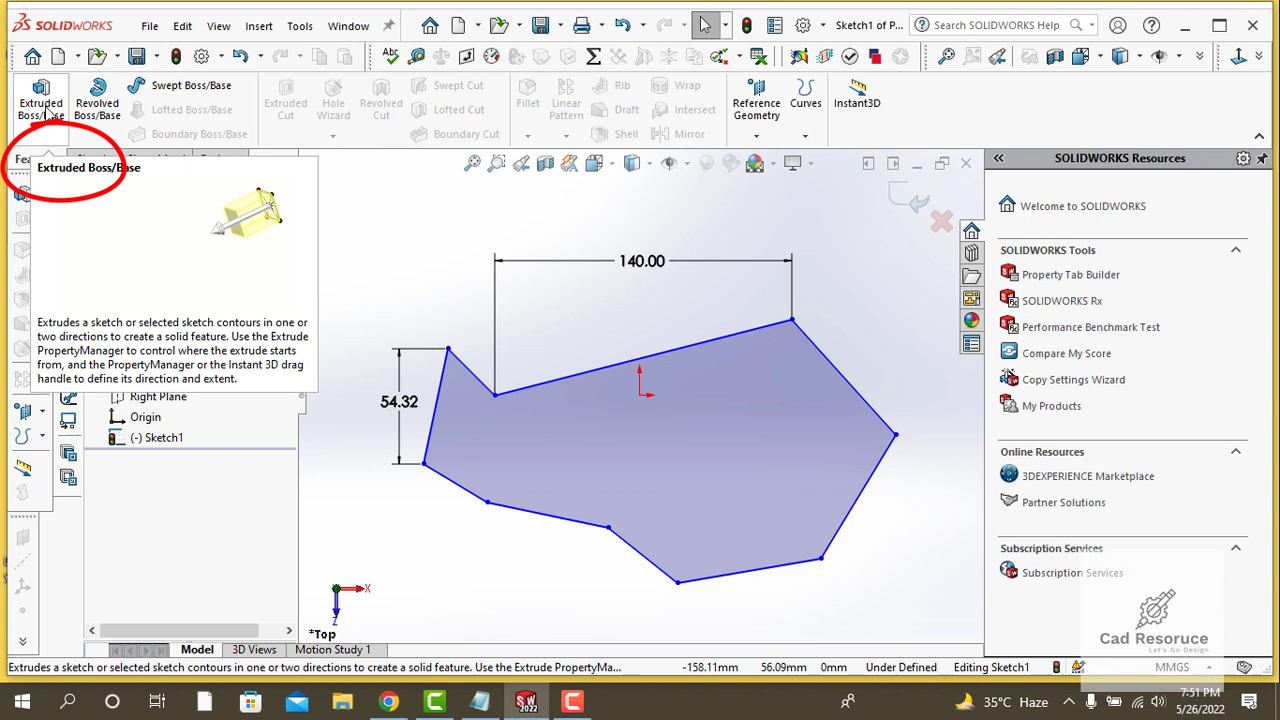 SOLIDWORKS File Edit View Insert Tools Window Sketch1 of P... Search SOLIDWORKS Help
Extruded Boss/Base
Revolved Boss/Base
Swept Boss/Base
Lofted Boss/Base
Boundary Boss/Base
Extruded Cut
Hole Wizard
Revolved Cut
Swept Cut
Lofted Cut
Boundary Cut
Fillet
Linear Pattern
Rib
Draft
Shell
Wrap
Intersect
Mirror
Reference Geometry
Curves
Instant3D
Extruded Boss/Base
Extrudes a sketch or selected sketch contours in one or
two directions to create a solid feature. Use the Extrude
PropertyManager to control where the extrude starts
from, and the PropertyManager or the Instant 3D drag
handle to define its direction and extent.
Right Plane
Origin
(-) Sketch1
140.00
54.32
X
Z
*Top
SOLIDWORKS Resources
Welcome to SOLIDWORKS
SOLIDWORKS Tools
Property Tab Builder
SOLIDWORKS Rx
Performance Benchmark Test
Compare My Score
Copy Settings Wizard
My Products
Online Resources
3DEXPERIENCE Marketplace
Partner Solutions
Subscription Services
Subscription Services
Cad Resoruce
Let's Go Design
Model 3D Views Motion Study 1
Extrudes a sketch or selected sketch contours in one or two directions to create a solid feature. Use the Extrude PropertyMa... -158.11mm 56.09mm 0mm Under Defined Editing Sketch1 MMGS
35°C Haze
7:51 PM
5/26/2022